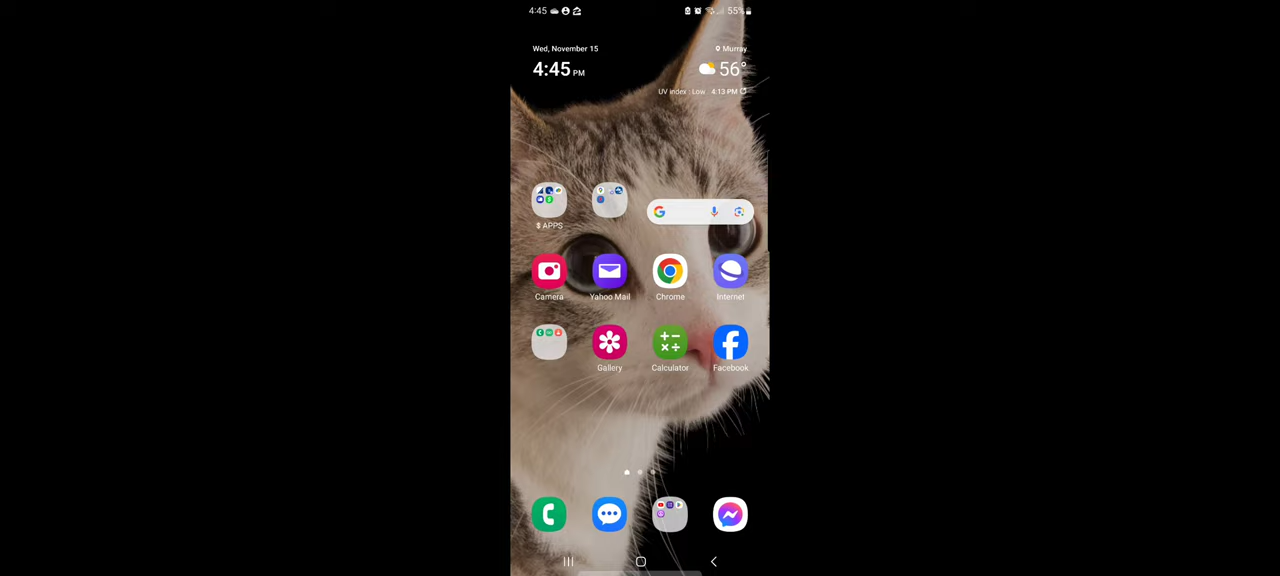 4:45
55%
Wed, November 15
Murray
4:45 PM
56°
UV index : Low
4:13 PM
$ APPS
Camera
Yahoo Mail
Chrome
Internet
Gallery
Calculator
Facebook